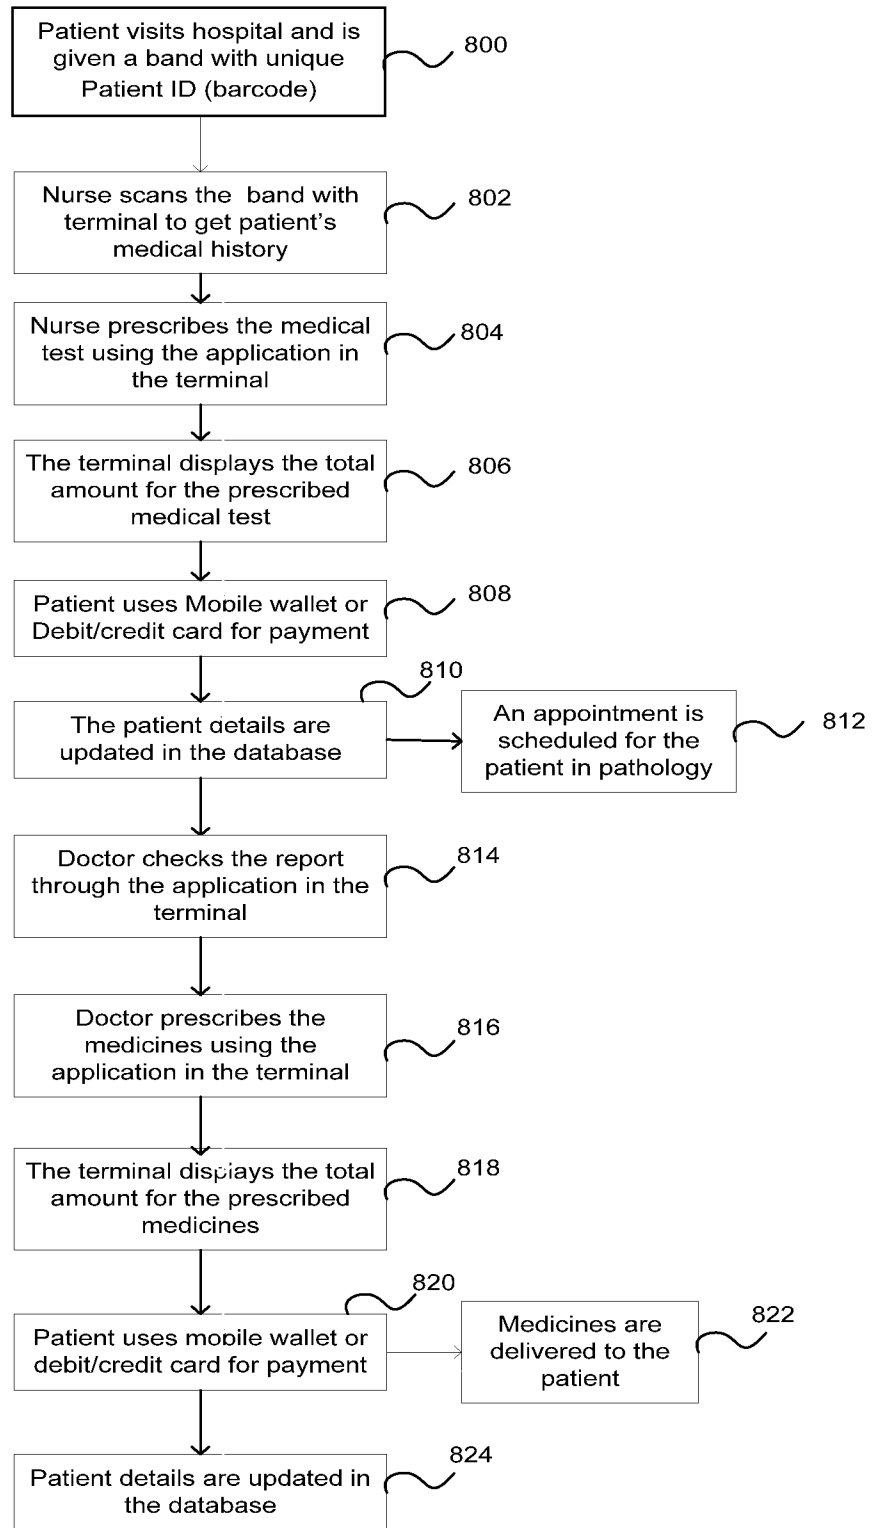 Patient visits hospital and is
given a band with unique
Patient ID (barcode)
800
Nurse scans the band with
terminal to get patient's
medical history
802
Nurse prescribes the medical
test using the application in
the terminal
804
The terminal displays the total
amount for the prescribed
medical test
806
Patient uses Mobile wallet or
Debit/credit card for payment
808
810
The patient details are
updated in the database
An appointment is
scheduled for the
patient in pathology
812
Doctor checks the report
through the application in the
terminal
814
Doctor prescribes the
medicines using the
application in the terminal
816
The terminal displays the total
amount for the prescribed
medicines
818
820
Patient uses mobile wallet or
debit/credit card for payment
Medicines are
delivered to the
patient
822
Patient details are updated in
the database
824